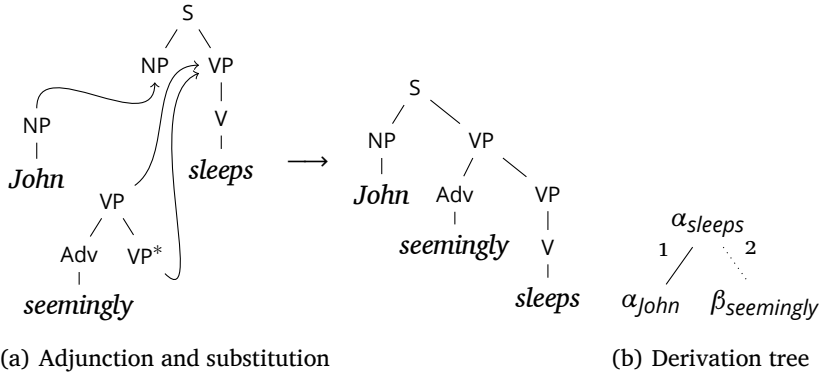 S
NP VP
NP V
John sleeps ⟶
VP
Adv VP*
seemingly
S
NP VP
John Adv VP
seemingly V
sleeps
α_sleeps
1 2
α_John β_seemingly
(a) Adjunction and substitution
(b) Derivation tree